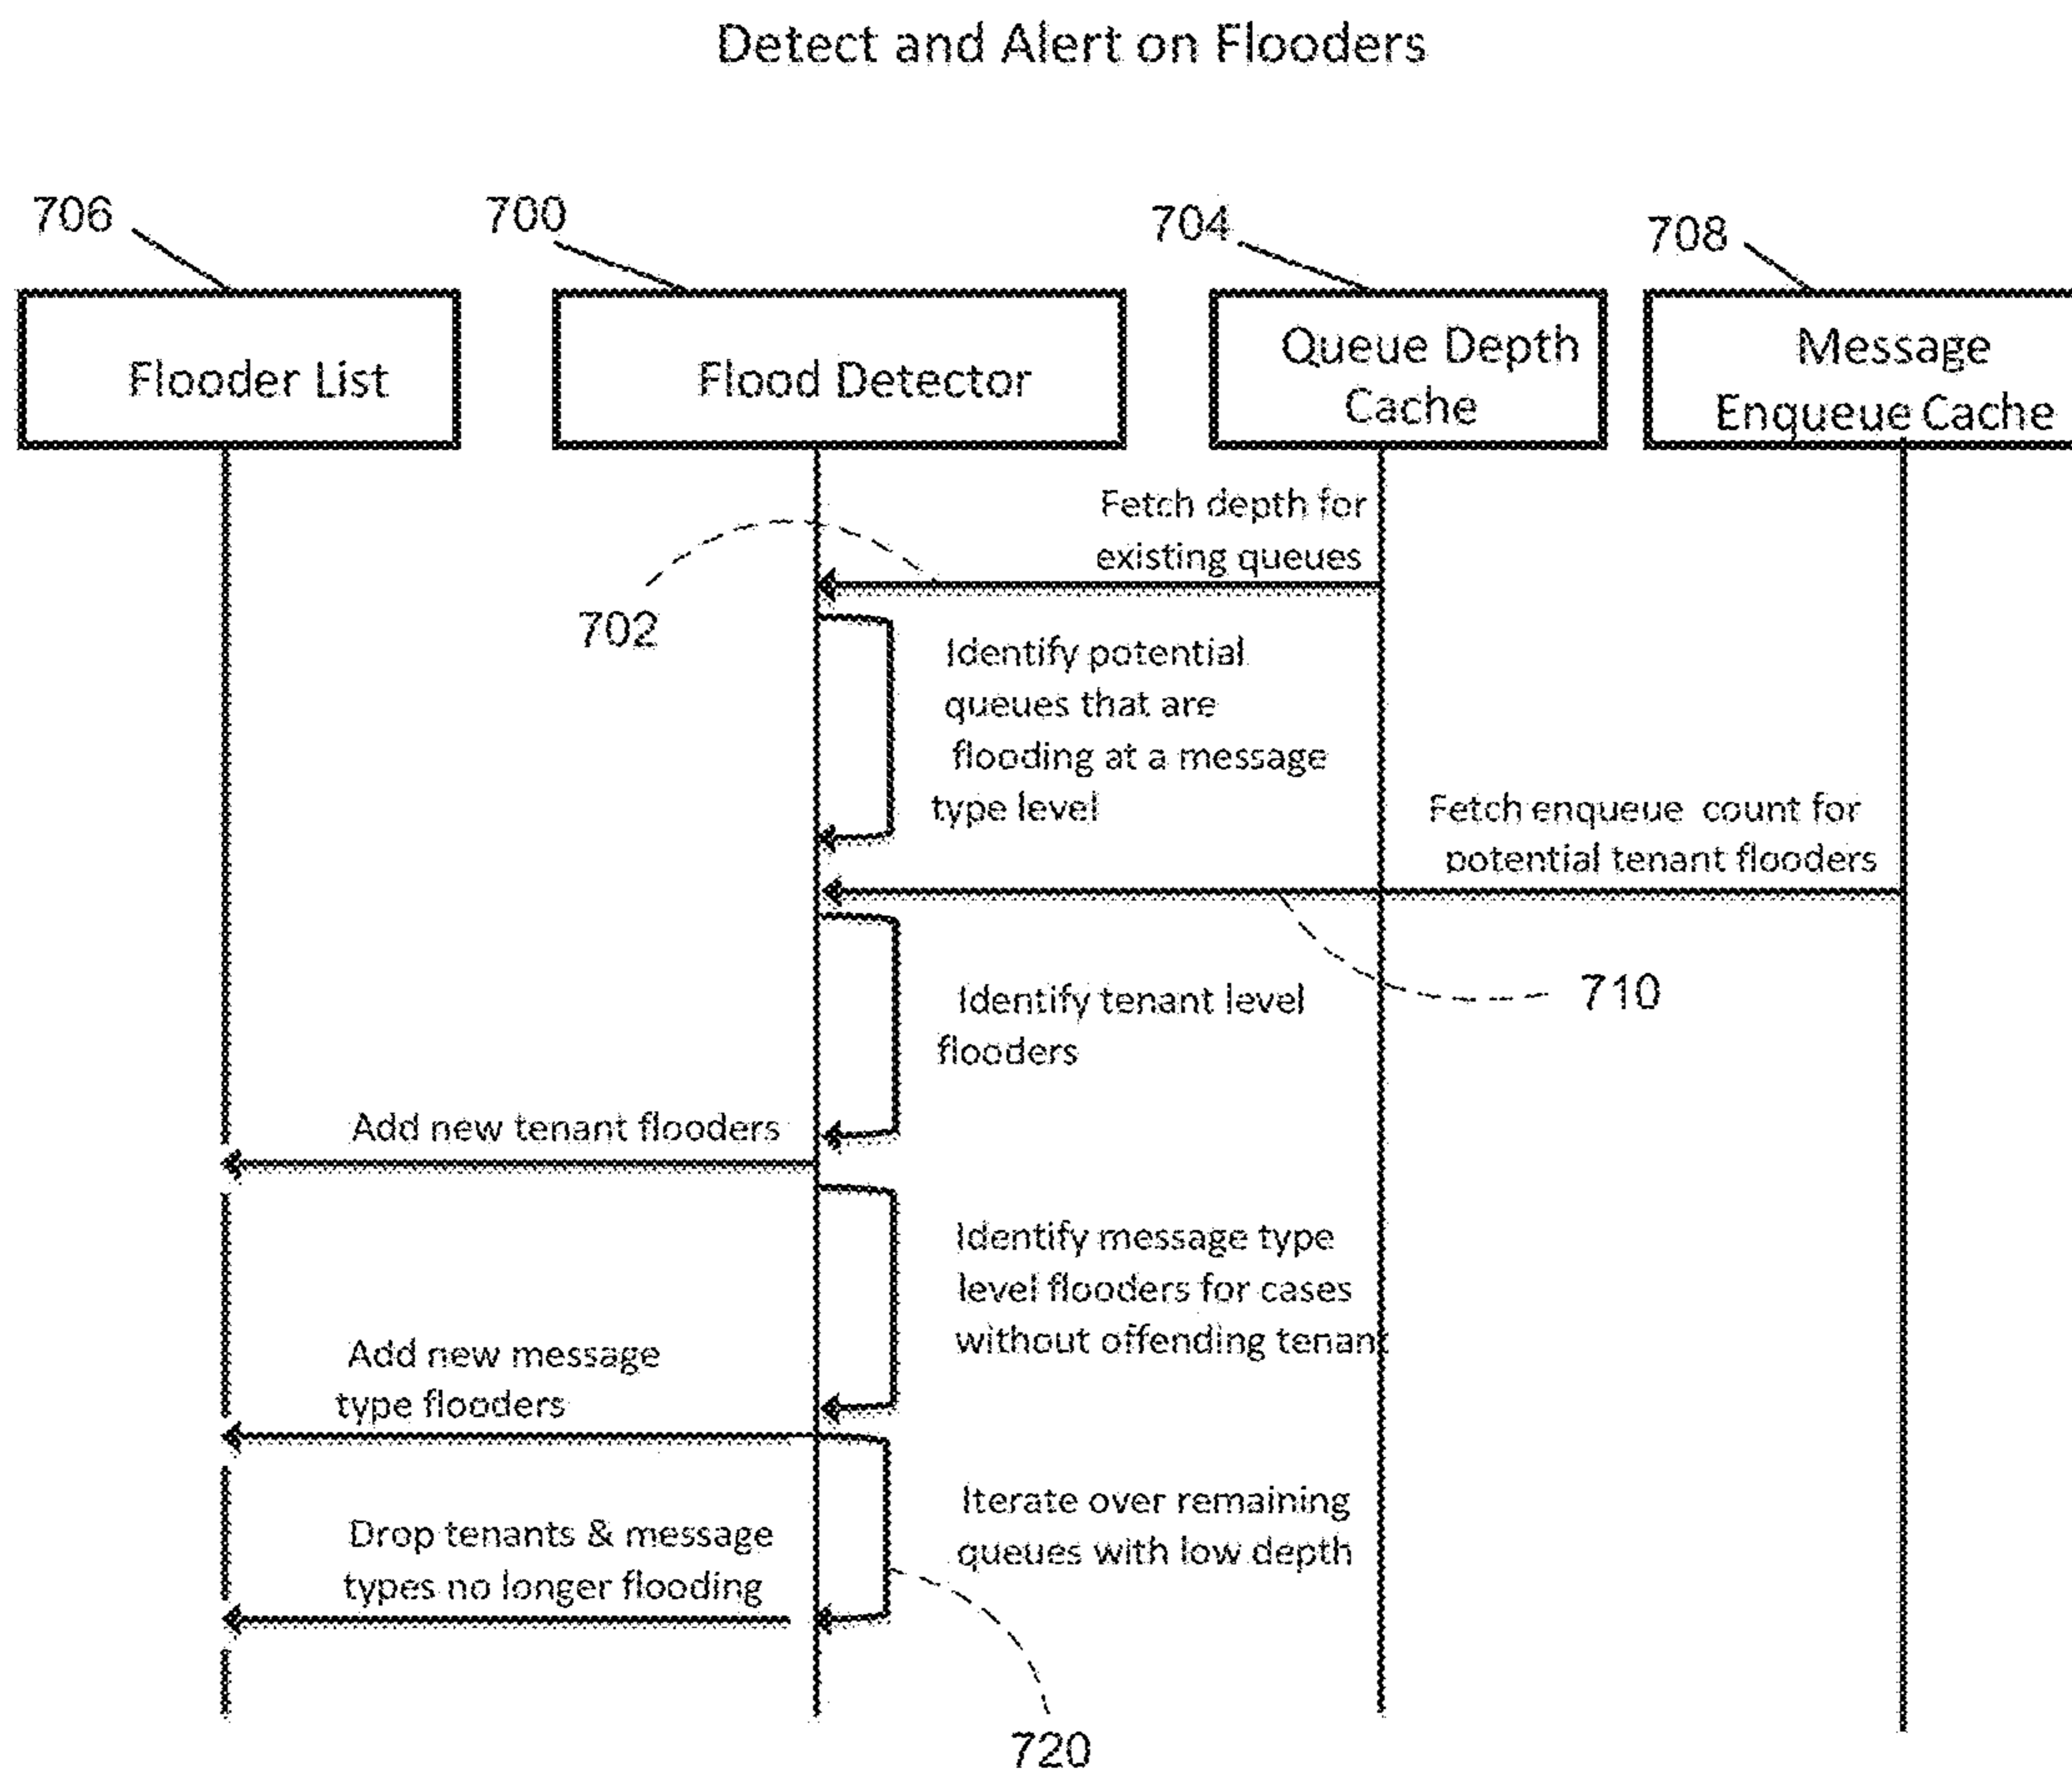 Detect and Alert on Flooders
706
700
704
708
Flooder List
Flood Detector
Queue Depth
Cache
Message
Enqueue Cache
Fetch depth for
existing queues
702
Identify potential
queues that are
flooding at a message
type level
Fetch enqueue count for
potential tenant flooders
710
Identify tenant level
flooders
Add new tenant flooders
Identify message type
level flooders for cases
without offending tenant
Add new message
type flooders
Iterate over remaining
queues with low depth
Drop tenants & message
types no longer flooding
720